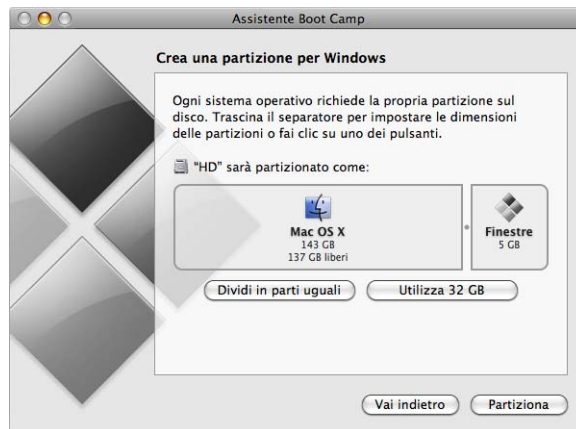 Assistente Boot Camp
Crea una partizione per Windows
Ogni sistema operativo richiede la propria partizione sul
disco. Trascina il separatore per impostare le dimensioni
delle partizioni o fai clic su uno dei pulsanti.
"HD" sarà partizionato come:
Mac OS X
143 GB
137 GB liberi
Finestre
5 GB
Dividi in parti uguali
Utilizza 32 GB
Vai indietro
Partiziona